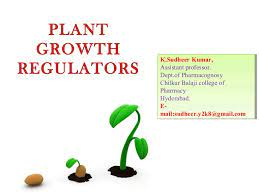 PLANT
GROWTH
REGULATORS
K.Sudheer Kumar,
Assistant professor.
Dept.of Pharmacognosy
Chilkur Balaji college of
Pharmacy
Hyderabad.
E-
mail:sudheer.y2k8@gmail.com